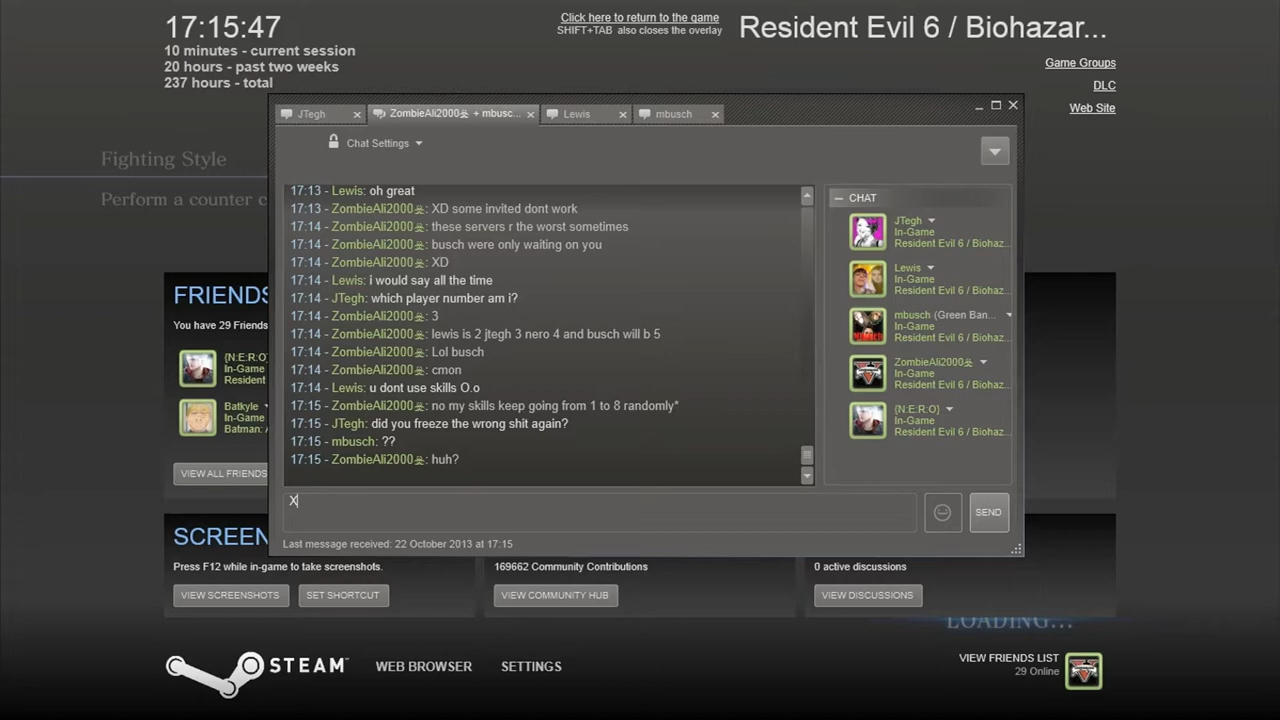 17:15:47
10 minutes - current session
20 hours - past two weeks
237 hours - total
Click here to return to the game
SHIFT+TAB also closes the overlay
Resident Evil 6 / Biohazar...
Game Groups
DLC
Web Site
Fighting Style
Perform a counter c
JTegh
ZombieAli2000 + mbusc...
Lewis
mbusch
Chat Settings
17:13 - Lewis: oh great
17:13 - ZombieAli2000: XD some invited dont work
17:14 - ZombieAli2000: these servers r the worst sometimes
17:14 - ZombieAli2000: busch were only waiting on you
17:14 - ZombieAli2000: XD
17:14 - Lewis: i would say all the time
17:14 - JTegh: which player number am i?
17:14 - ZombieAli2000: 3
17:14 - ZombieAli2000: lewis is 2 jtegh 3 nero 4 and busch will b 5
17:14 - ZombieAli2000: Lol busch
17:14 - ZombieAli2000: cmon
17:14 - Lewis: u dont use skills O.o
17:15 - ZombieAli2000: no my skills keep going from 1 to 8 randomly*
17:15 - JTegh: did you freeze the wrong shit again?
17:15 - mbusch: ??
17:15 - ZombieAli2000: huh?
X
SEND
Last message received: 22 October 2013 at 17:15
CHAT
JTegh
In-Game
Resident Evil 6 / Biohaz...
Lewis
In-Game
Resident Evil 6 / Biohaz...
mbusch (Green Ban...
In-Game
Resident Evil 6 / Biohaz...
ZombieAli2000
In-Game
Resident Evil 6 / Biohaz...
{N:E:R:O}
In-Game
Resident Evil 6 / Biohaz...
FRIENDS
You have 29 Friends
{N:E:R:O}
In-Game
Resident
Batkyle
In-Game
Batman: A
VIEW ALL FRIENDS
SCREEN
Press F12 while in-game to take screenshots.
VIEW SCREENSHOTS
SET SHORTCUT
169662 Community Contributions
VIEW COMMUNITY HUB
0 active discussions
VIEW DISCUSSIONS
LOADING...
STEAM
WEB BROWSER
SETTINGS
VIEW FRIENDS LIST
29 Online